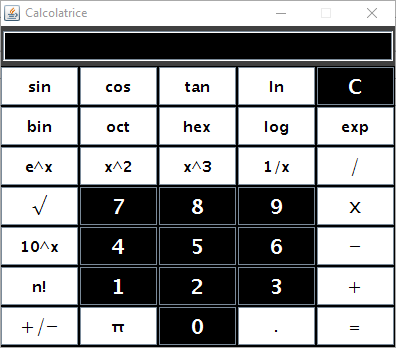 Calcolatrice
sin cos tan ln C
bin oct hex log exp
e^x x^2 x^3 1/x /
√ 7 8 9 x
10^x 4 5 6 -
n! 1 2 3 +
+/- π 0 . =